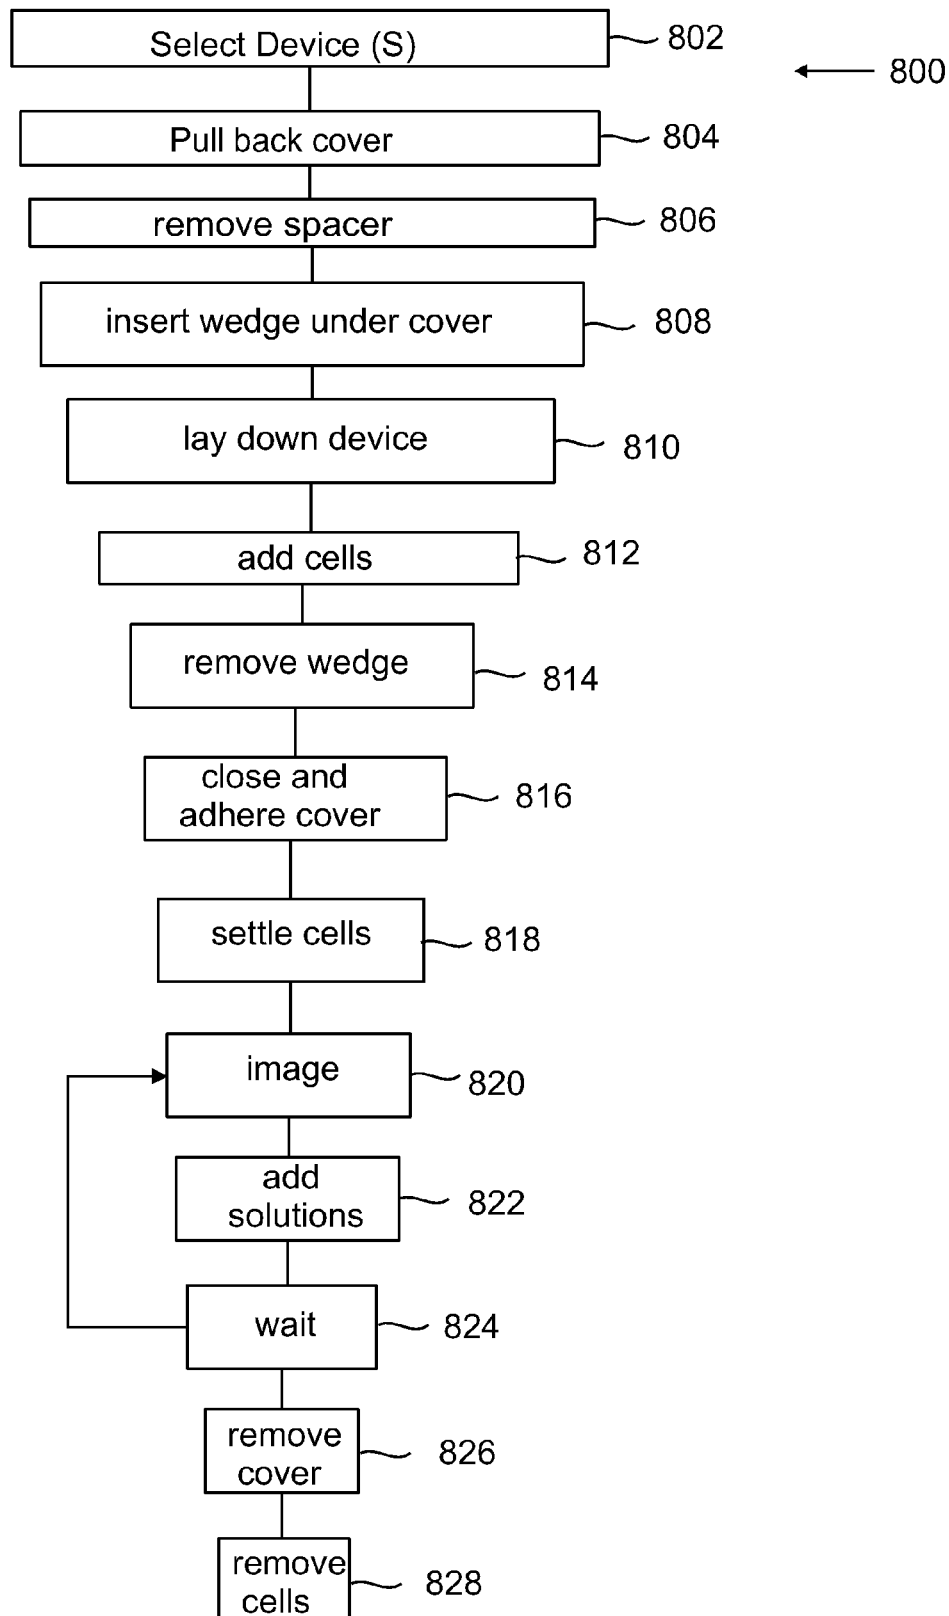 Select Device (S)
802
800
Pull back cover
804
remove spacer
806
insert wedge under cover
808
lay down device
810
add cells
812
remove wedge
814
close and
adhere cover
816
settle cells
818
image
820
add
solutions
822
wait
824
remove
cover
826
remove
cells
828